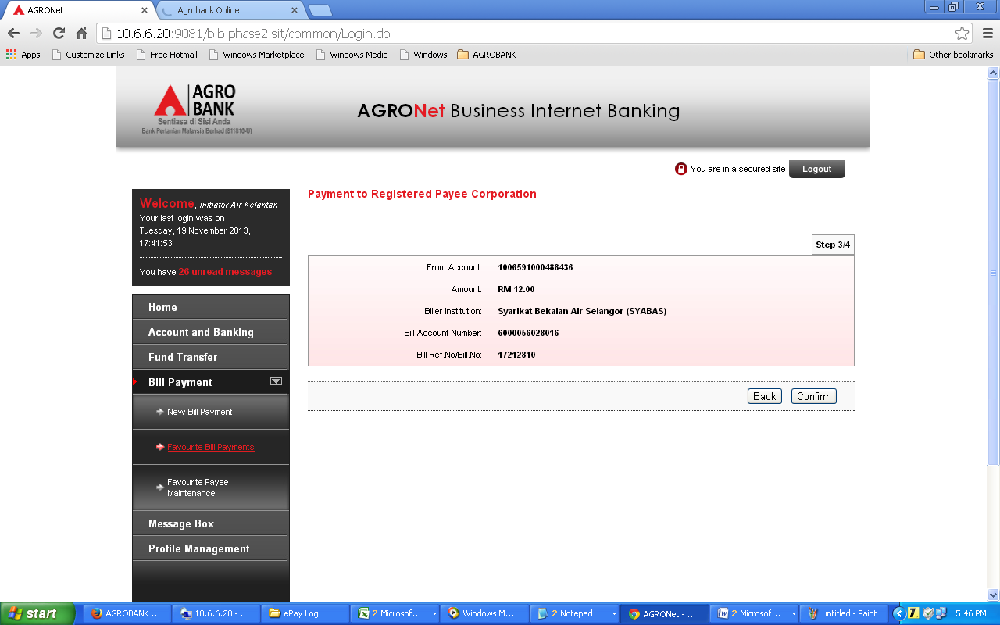 AGRONet
Agrobank Online
10.6.6.20:9081/bib.phase2.sit/common/Login.do
Apps Customize Links Free Hotmail Windows Marketplace Windows Media Windows AGROBANK Other bookmarks
AGRO
BANK
Sentiasa di Sisi Anda
Bank Pertanian Malaysia Berhad (811810-U)
AGRONet Business Internet Banking
You are in a secured site Logout
Welcome, Initiator Air Kelantan
Your last login was on
Tuesday, 19 November 2013,
17:41:53
You have 26 unread messages
Home
Account and Banking
Fund Transfer
Bill Payment
New Bill Payment
Favourite Bill Payments
Favourite Payee
Maintenance
Message Box
Profile Management
Payment to Registered Payee Corporation
Step 3/4
From Account: 1006591000488436
Amount: RM 12.00
Biller Institution: Syarikat Bekalan Air Selangor (SYABAS)
Bill Account Number: 6000056028016
Bill Ref.No/Bill.No: 17212810
Back Confirm
start AGROBANK ... 10.6.6.20 - ... ePay Log 2 Microsof... Windows M... 2 Notepad AGRONet - ... 2 Microsof... untitled - Paint 5:46 PM